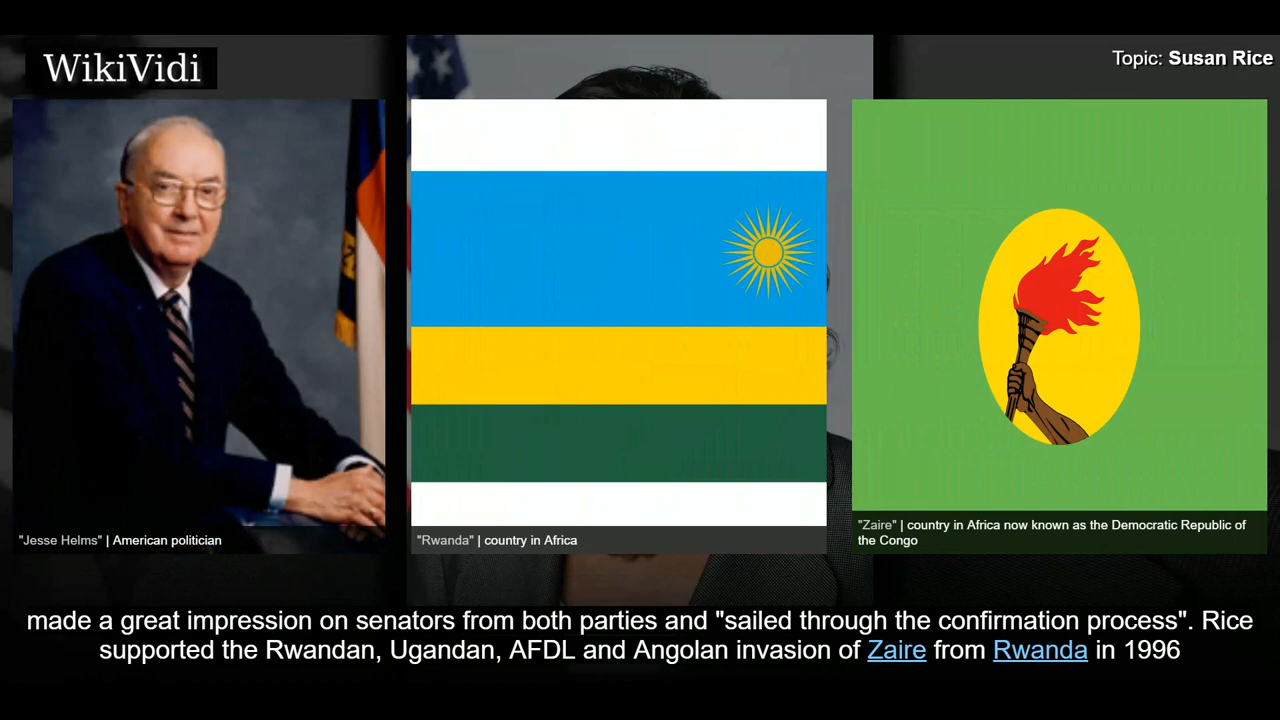 WikiVidi
Topic: Susan Rice
"Jesse Helms" | American politician
"Rwanda" | country in Africa
"Zaire" | country in Africa now known as the Democratic Republic of
the Congo
made a great impression on senators from both parties and "sailed through the confirmation process". Rice
supported the Rwandan, Ugandan, AFDL and Angolan invasion of Zaire from Rwanda in 1996